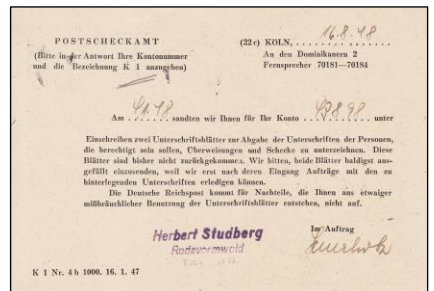 POSTSCHECKAMT
(Bitte in der Antwort Ihre Kontonummer
und die Bezeichnung K 1 anzugeben)
(22c) KÖLN, 16.8.48
An den Dominikanern 2
Fernsprecher 70181—70184
Am sandten wir Ihnen für Ihr Konto 47898 unter
Einschreiben zwei Unterschriftsblätter zur Abgabe der Unterschriften der Personen,
die berechtigt sein sollen, Überweisungen und Schecks zu unterzeichnen. Diese
Blätter sind bisher nicht zurückgekommen. Wir bitten, beide Blätter baldigst aus-
gefüllt einzusenden, weil wir erst nach deren Eingang Aufträge mit den zu
hinterlegenden Unterschriften erledigen können.
Die Deutsche Reichspost kommt für Nachteile, die Ihnen aus etwaiger
mißbräuchlicher Benutzung der Unterschriftsblätter entstehen, nicht auf.
Herbert Studberg
Radevormwald
Im Auftrag
K 1 Nr. 4 b 1000. 16. 1. 47